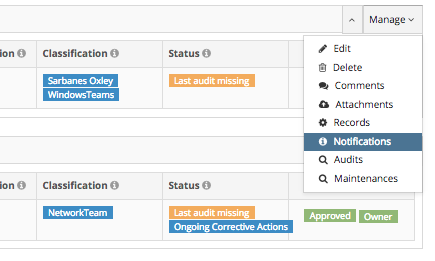 Manage
ion Classification Status
Edit
Delete
Sarbanes Oxley Last audit missing
WindowsTeams
Comments
Attachments
Records
Notifications
Audits
Maintenances
ion Classification Status
NetworkTeam Last audit missing Approved Owner
Ongoing Corrective Actions